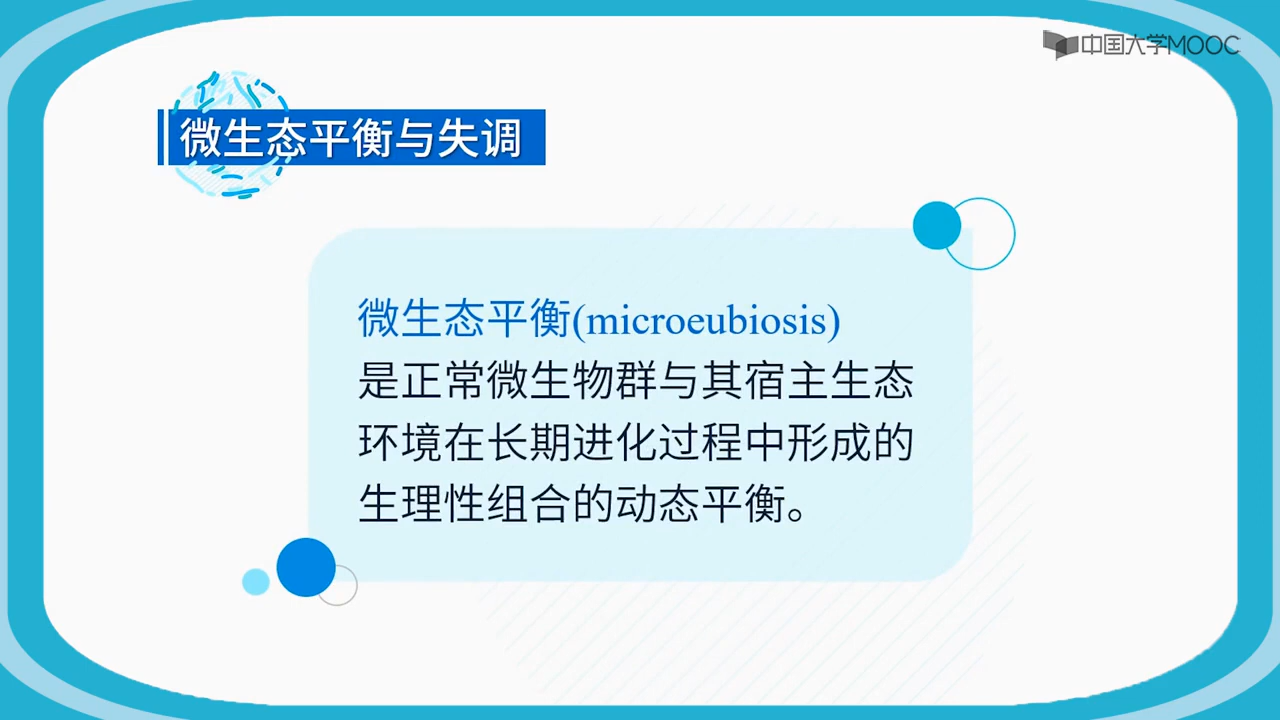 中国大学MOOC
微生态平衡与失调
微生态平衡(microeubiosis)
是正常微生物群与其宿主生态
环境在长期进化过程中形成的
生理性组合的动态平衡。